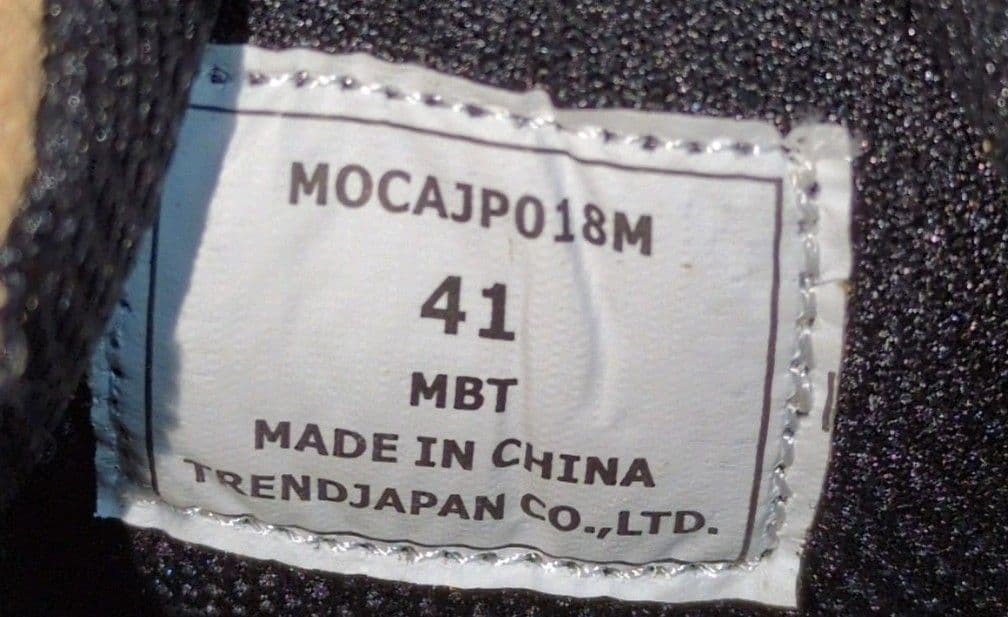 MOCAJP018M
41
MBT
MADE IN CHINA
TRENDJAPAN CO.,LTD.